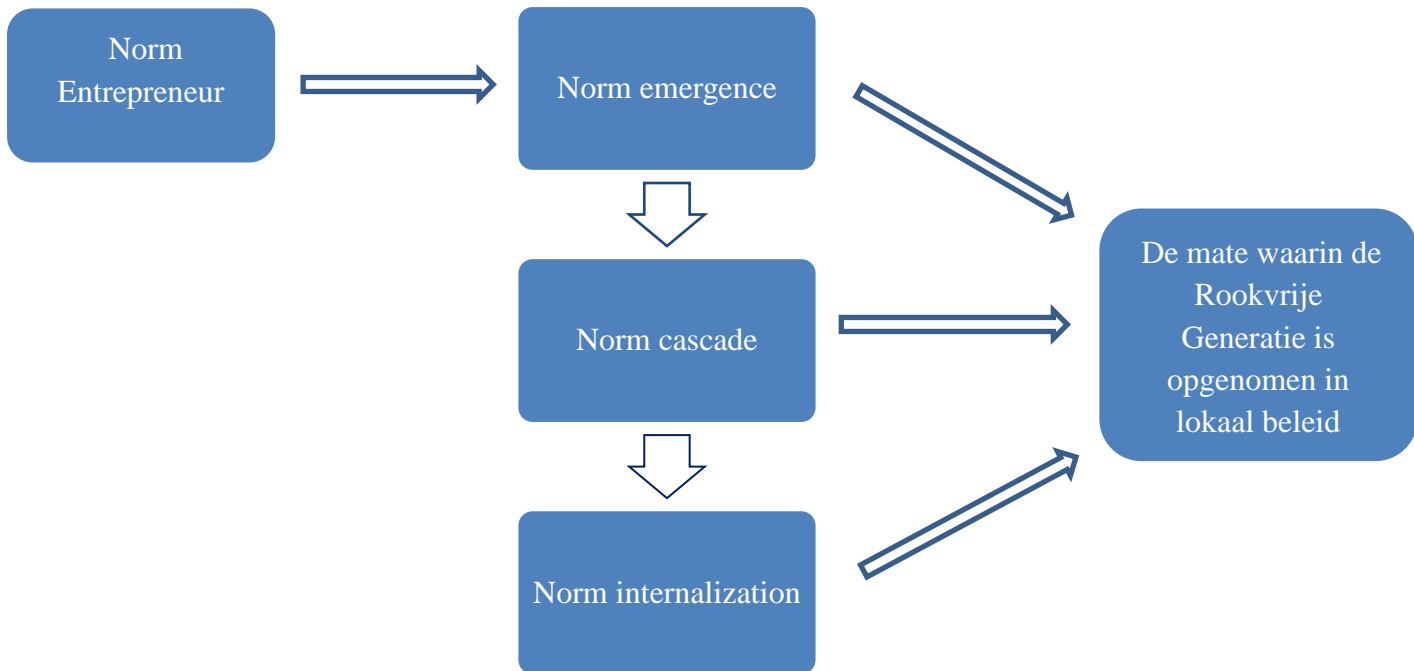 Norm
Entrepreneur
Norm emergence
Norm cascade
Norm internalization
De mate waarin de
Rookvrije
Generatie is
opgenomen in
lokaal beleid